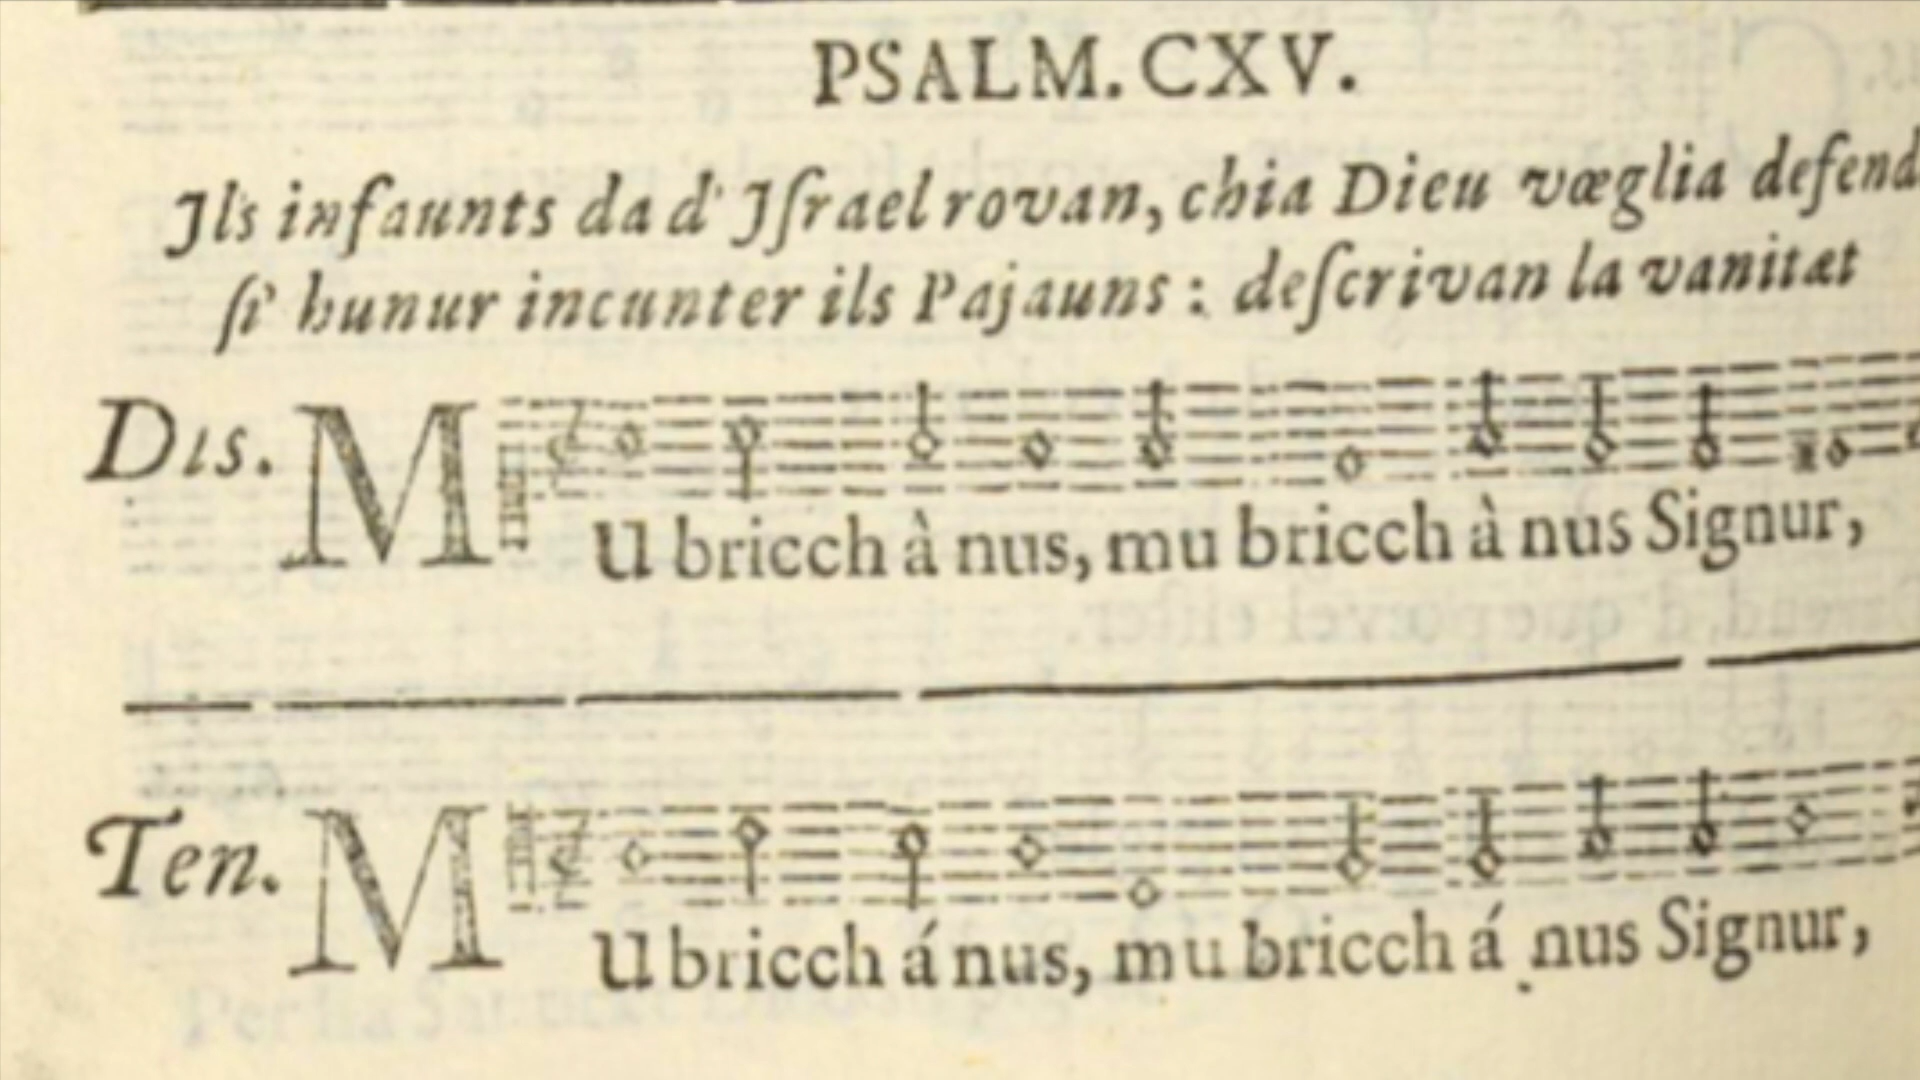 PSALM. CXV.
Ils infaunts da d' Iſrael rovan, chia Dieu vœglia defend
ſi' hunur incunter ils Pajauns : deſcrivan la vanitæt
Dis. MU bricch à nus, mu bricch à nus Signur,
Ten. MU bricch á nus, mu bricch á nus Signur,